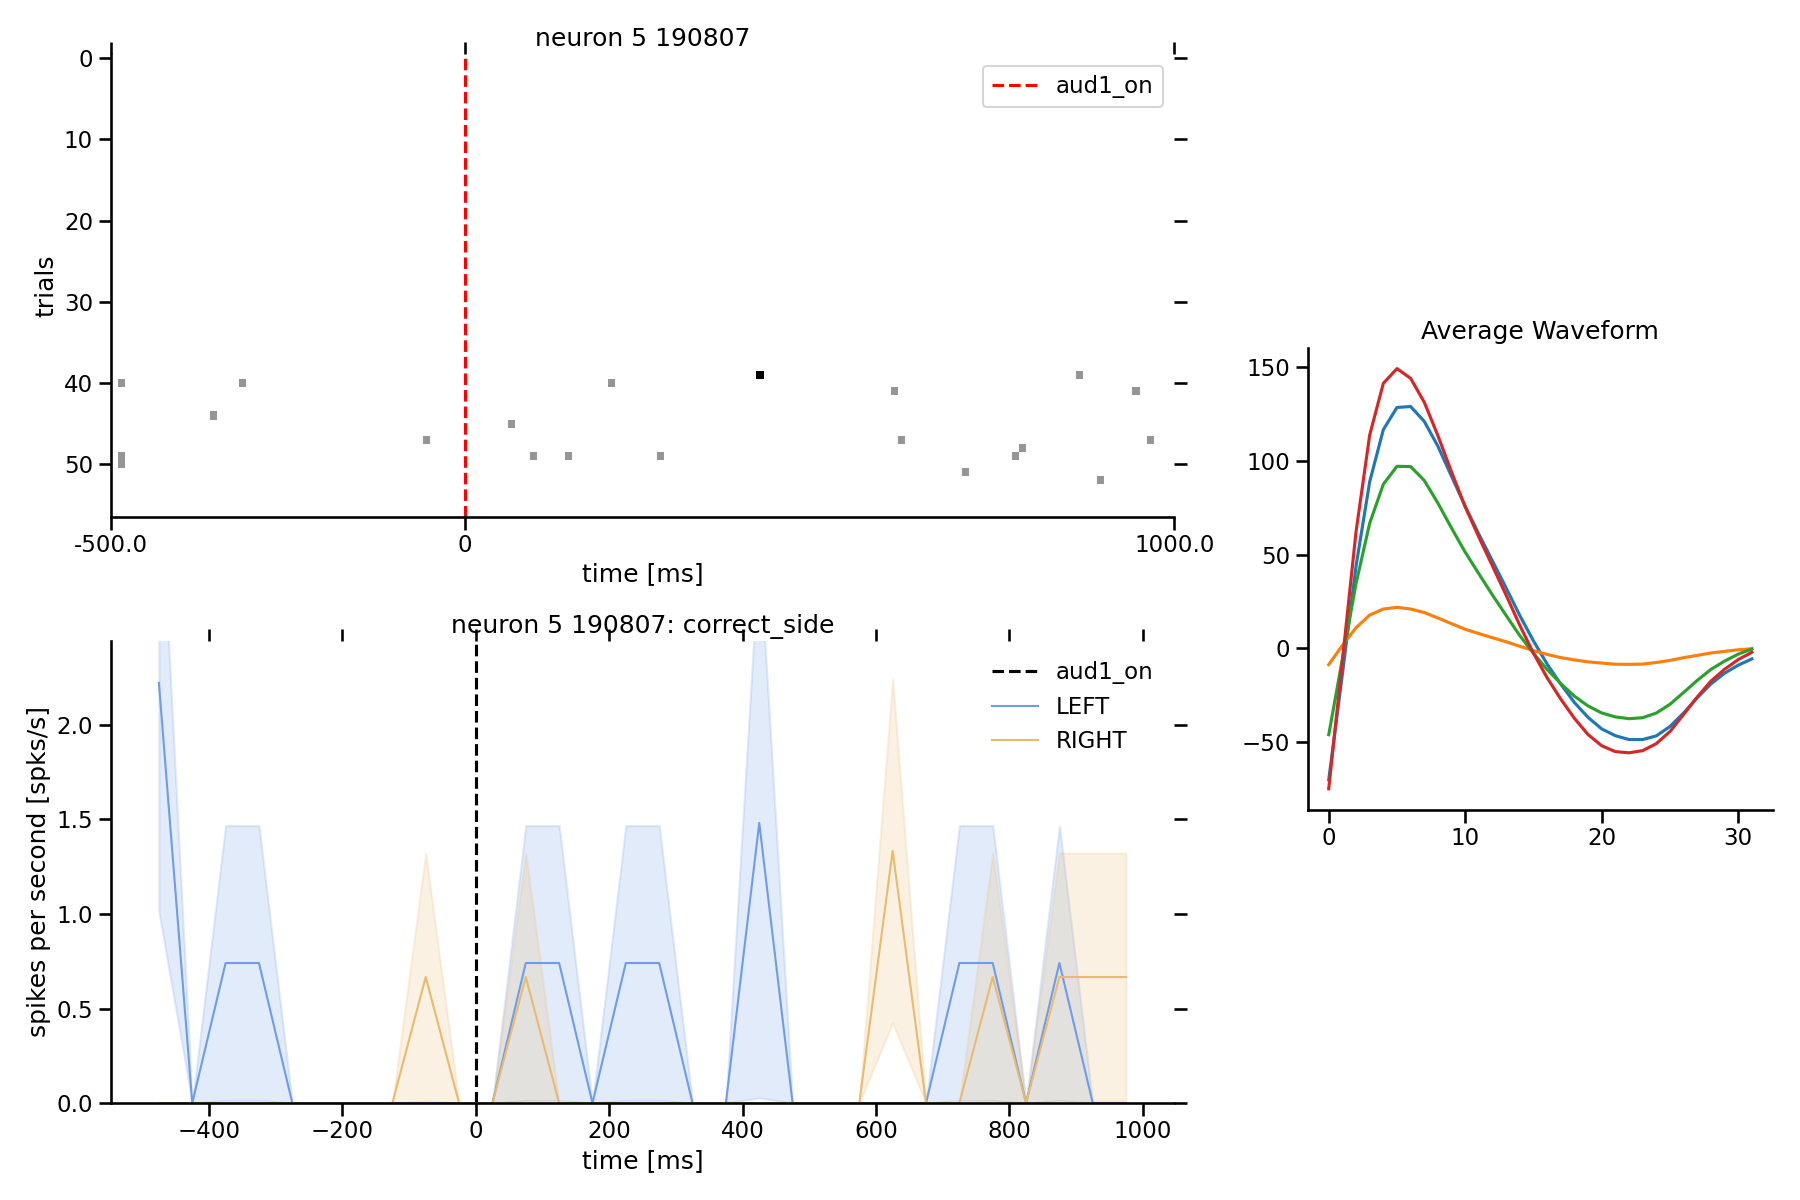 neuron 5 190807
0
10
20
30
40
50
trials
aud1_on
-500.0
0
1000.0
time [ms]
neuron 5 190807: correct_side
2.0
1.5
1.0
0.5
0.0
spikes per second [spks/s]
aud1_on
LEFT
RIGHT
−400
−200
0
200
400
600
800
1000
time [ms]
Average Waveform
150
100
50
0
−50
0
10
20
30